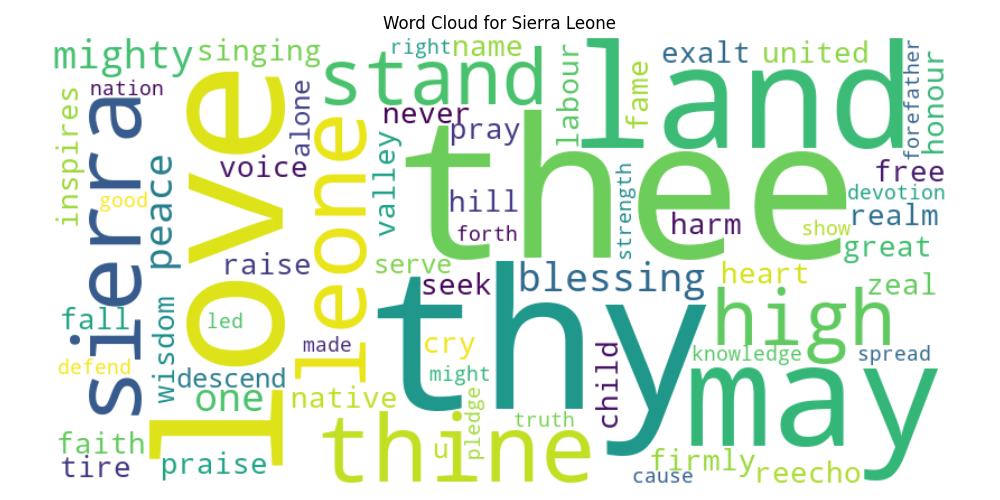 Word Cloud for Sierra Leone
mighty
singing
right
name
exalt
united
nation
stand
land
inspires
sierra
love
alone
leone
never
pray
labour
fame
forefather
honour
voice
valley
thee
free
peace
good
hill
strength
harm
devotion
realm
forth
show
great
raise
serve
seek
blessing
heart
zeal
fall
led
thy
high
wisdom
made
cry
child
knowledge
spread
defend
descend
might
may
one
native
pledge
truth
faith
thine
u
firmly
tire
praise
cause
reecho